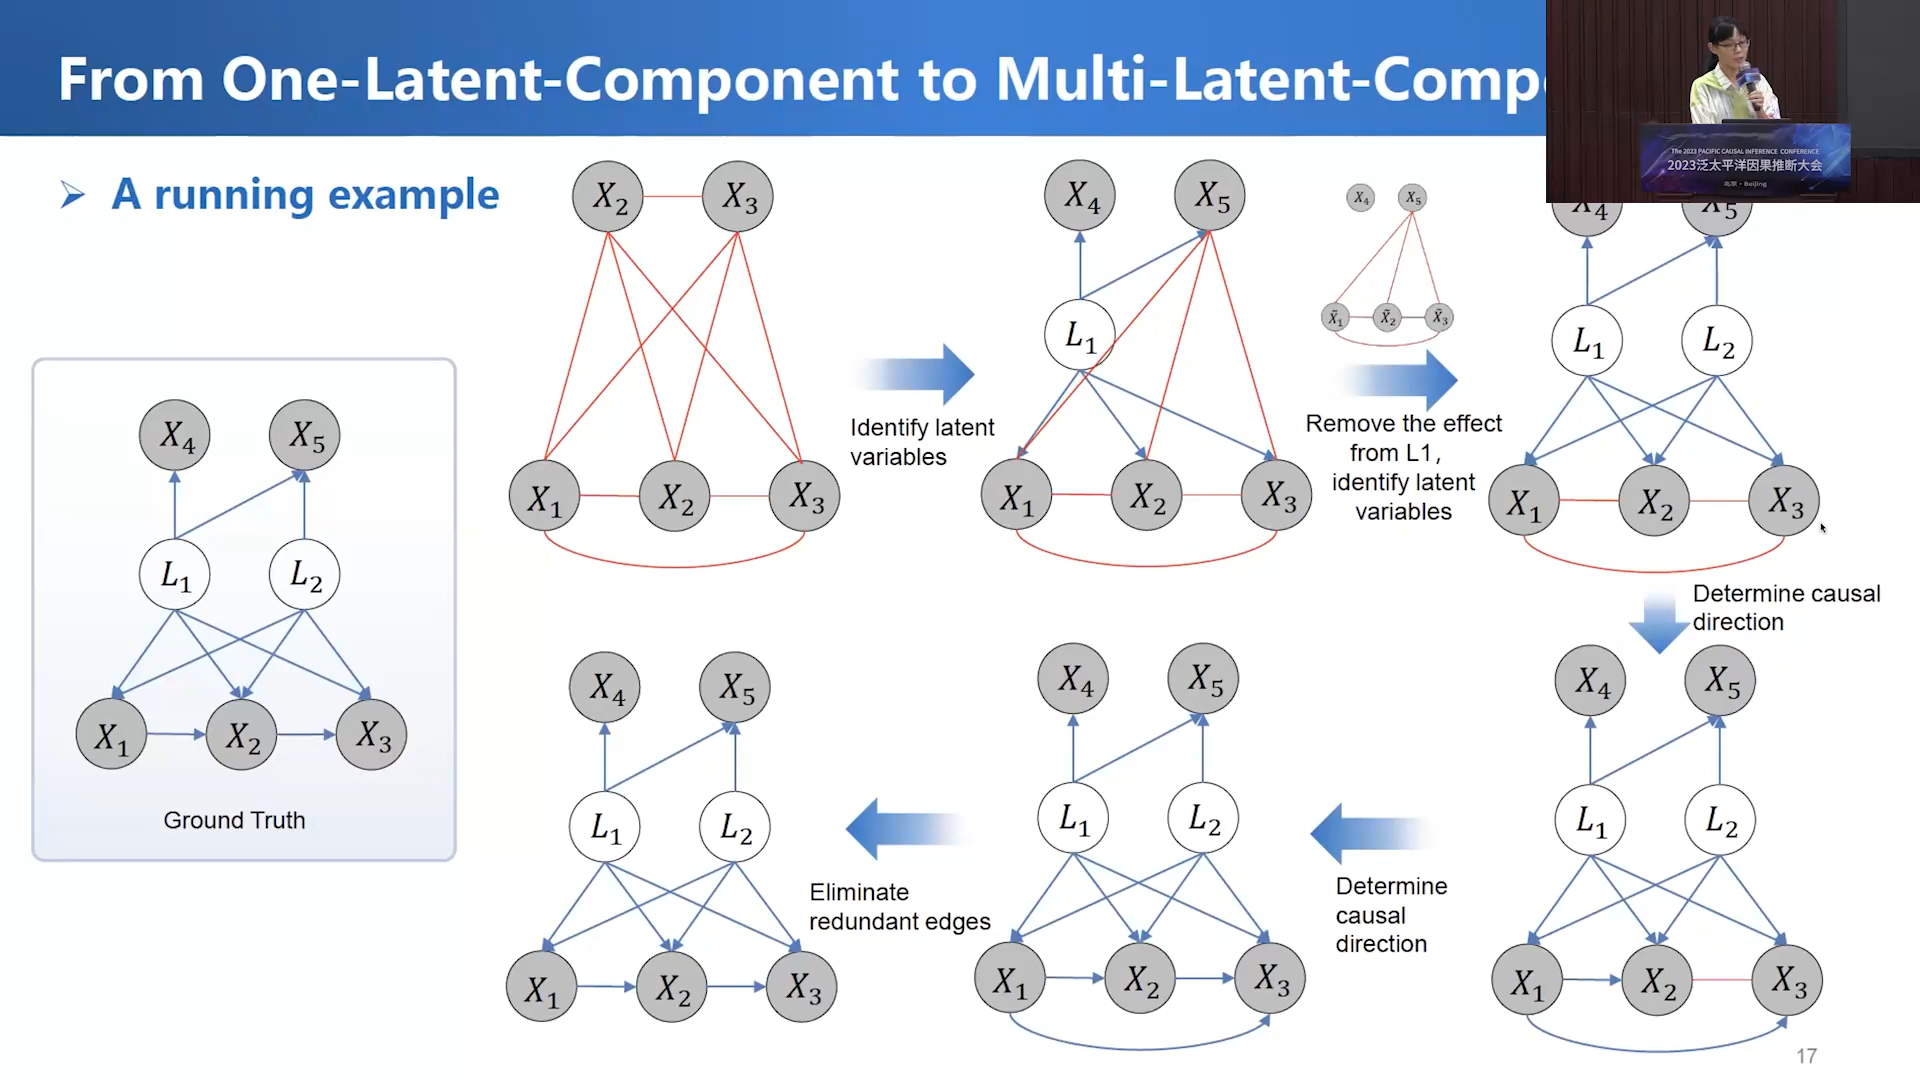 From One-Latent-Component to Multi-Latent-Comp
The 2023 PACIFIC CAUSAL INFERENCE CONFERENCE
2023泛太平洋因果推断大会
北京·Beijing
➢ A running example
X₂ X₃
X₁ X₂ X₃
Identify latent
variables
X₄ X₅
L₁
X₁ X₂ X₃
X₄ X₅
X̃₁ X̃₂ X̃₃
Remove the effect
from L1,
identify latent
variables
X₄ X₅
L₁ L₂
X₁ X₂ X₃
Determine causal
direction
X₄ X₅
L₁ L₂
X₁ X₂ X₃
Determine
causal
direction
X₄ X₅
L₁ L₂
X₁ X₂ X₃
Eliminate
redundant edges
X₄ X₅
L₁ L₂
X₁ X₂ X₃
X₄ X₅
L₁ L₂
X₁ X₂ X₃
Ground Truth
17